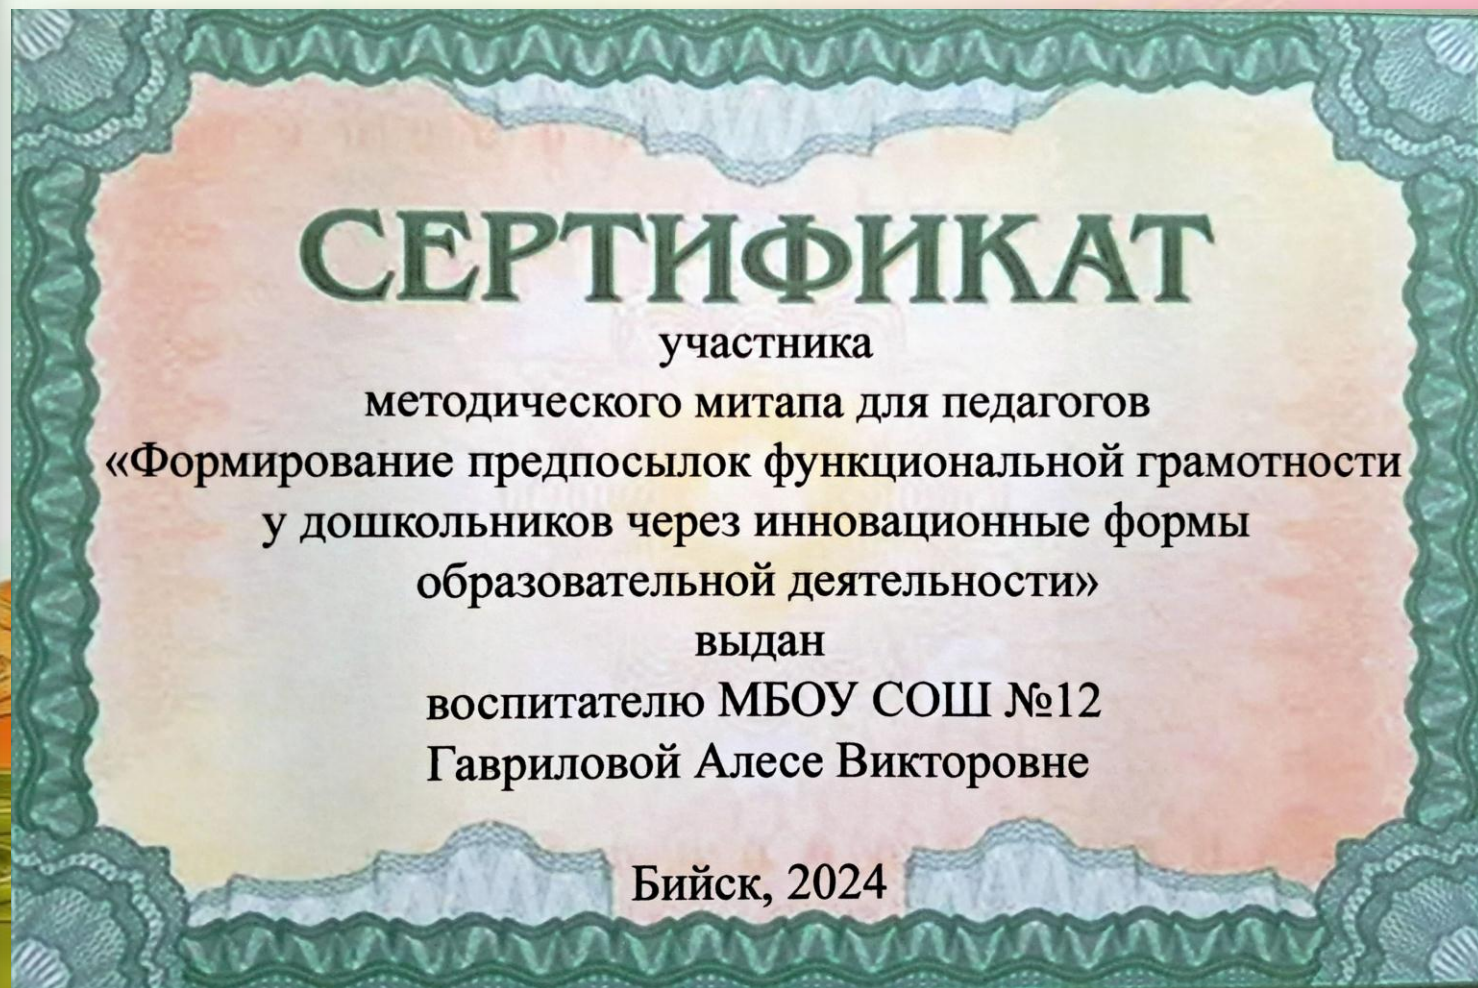 СЕРТИФИКАТ
участника
методического митапа для педагогов
«Формирование предпосылок функциональной грамотности
у дошкольников через инновационные формы
образовательной деятельности»
выдан
воспитателю МБОУ СОШ №12
Гавриловой Алесе Викторовне
Бийск, 2024